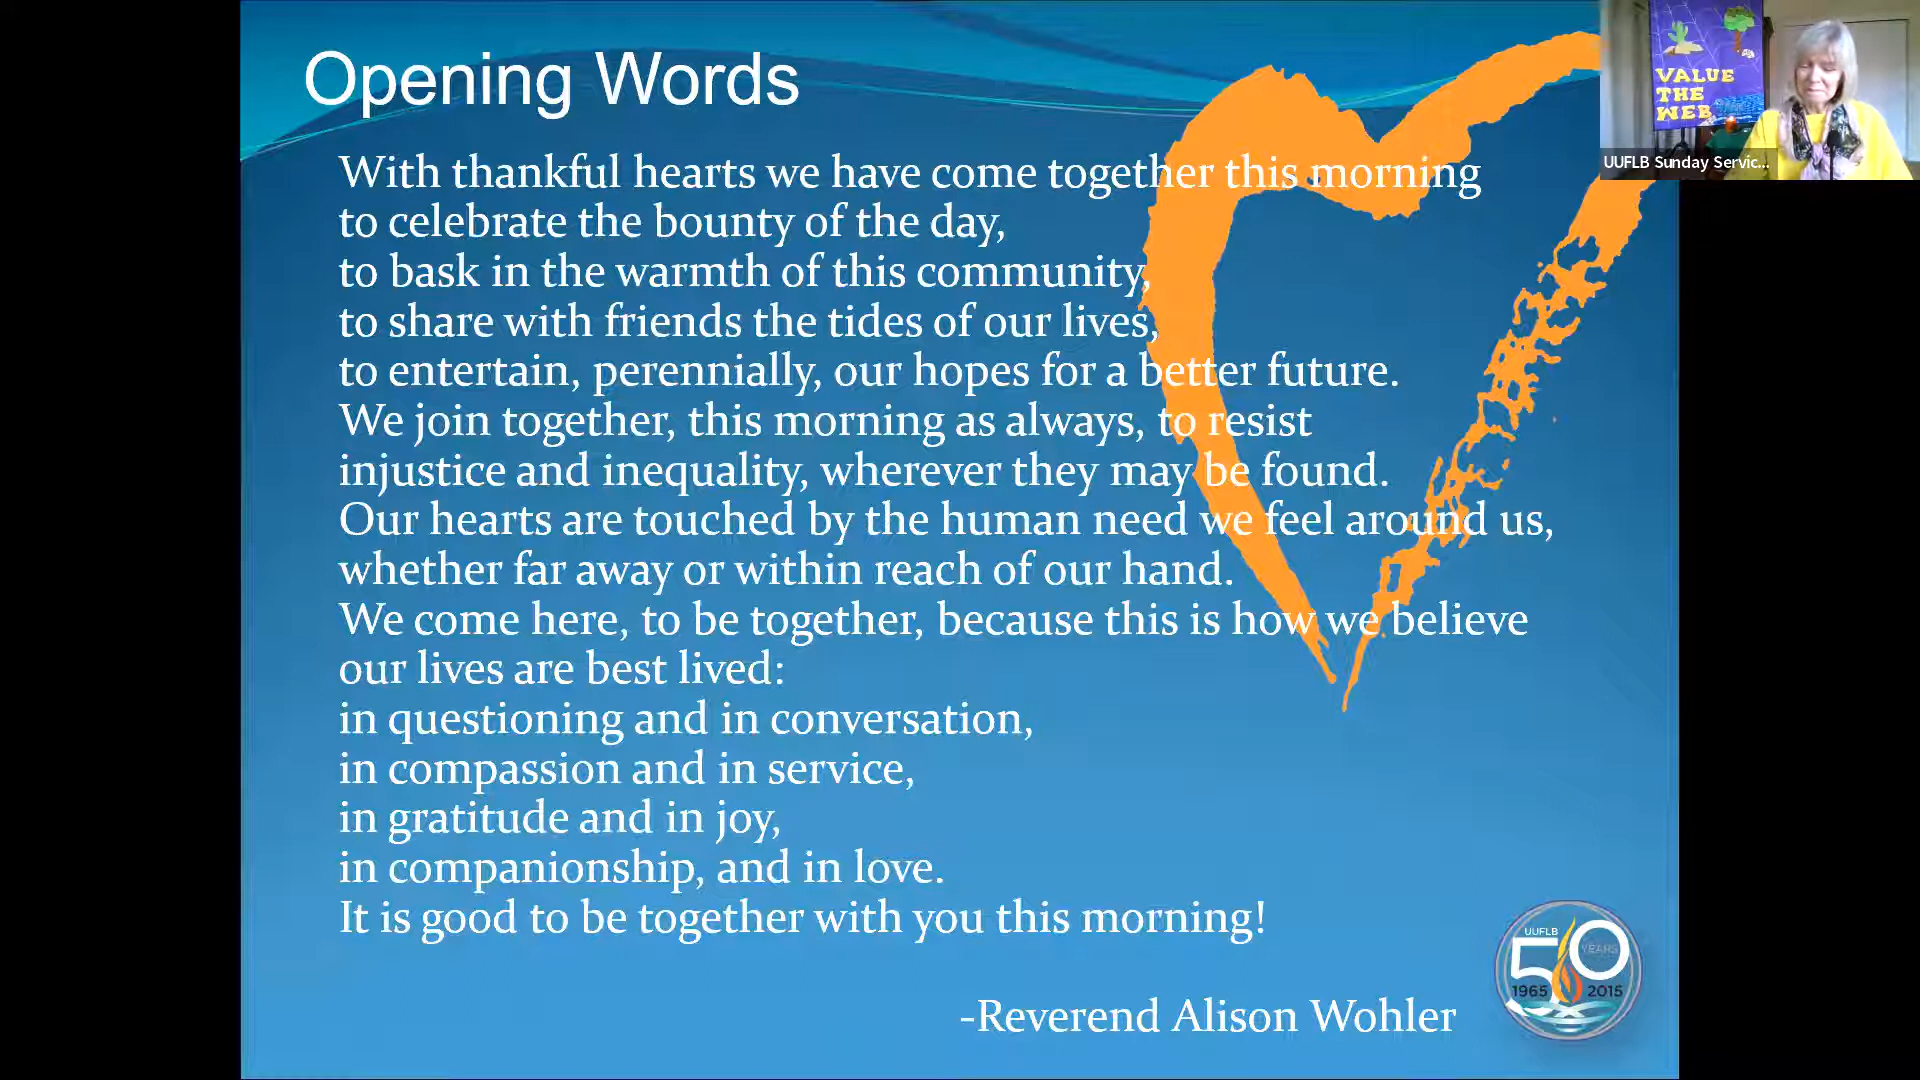 Opening Words
With thankful hearts we have come together this morning
to celebrate the bounty of the day,
to bask in the warmth of this community,
to share with friends the tides of our lives,
to entertain, perennially, our hopes for a better future.
We join together, this morning as always, to resist
injustice and inequality, wherever they may be found.
Our hearts are touched by the human need we feel around us,
whether far away or within reach of our hand.
We come here, to be together, because this is how we believe
our lives are best lived:
in questioning and in conversation,
in compassion and in service,
in gratitude and in joy,
in companionship, and in love.
It is good to be together with you this morning!
-Reverend Alison Wohler
UUFLB
50
YEARS
1965 2015
VALUE
THE
WEB
UUFLB Sunday Servic...